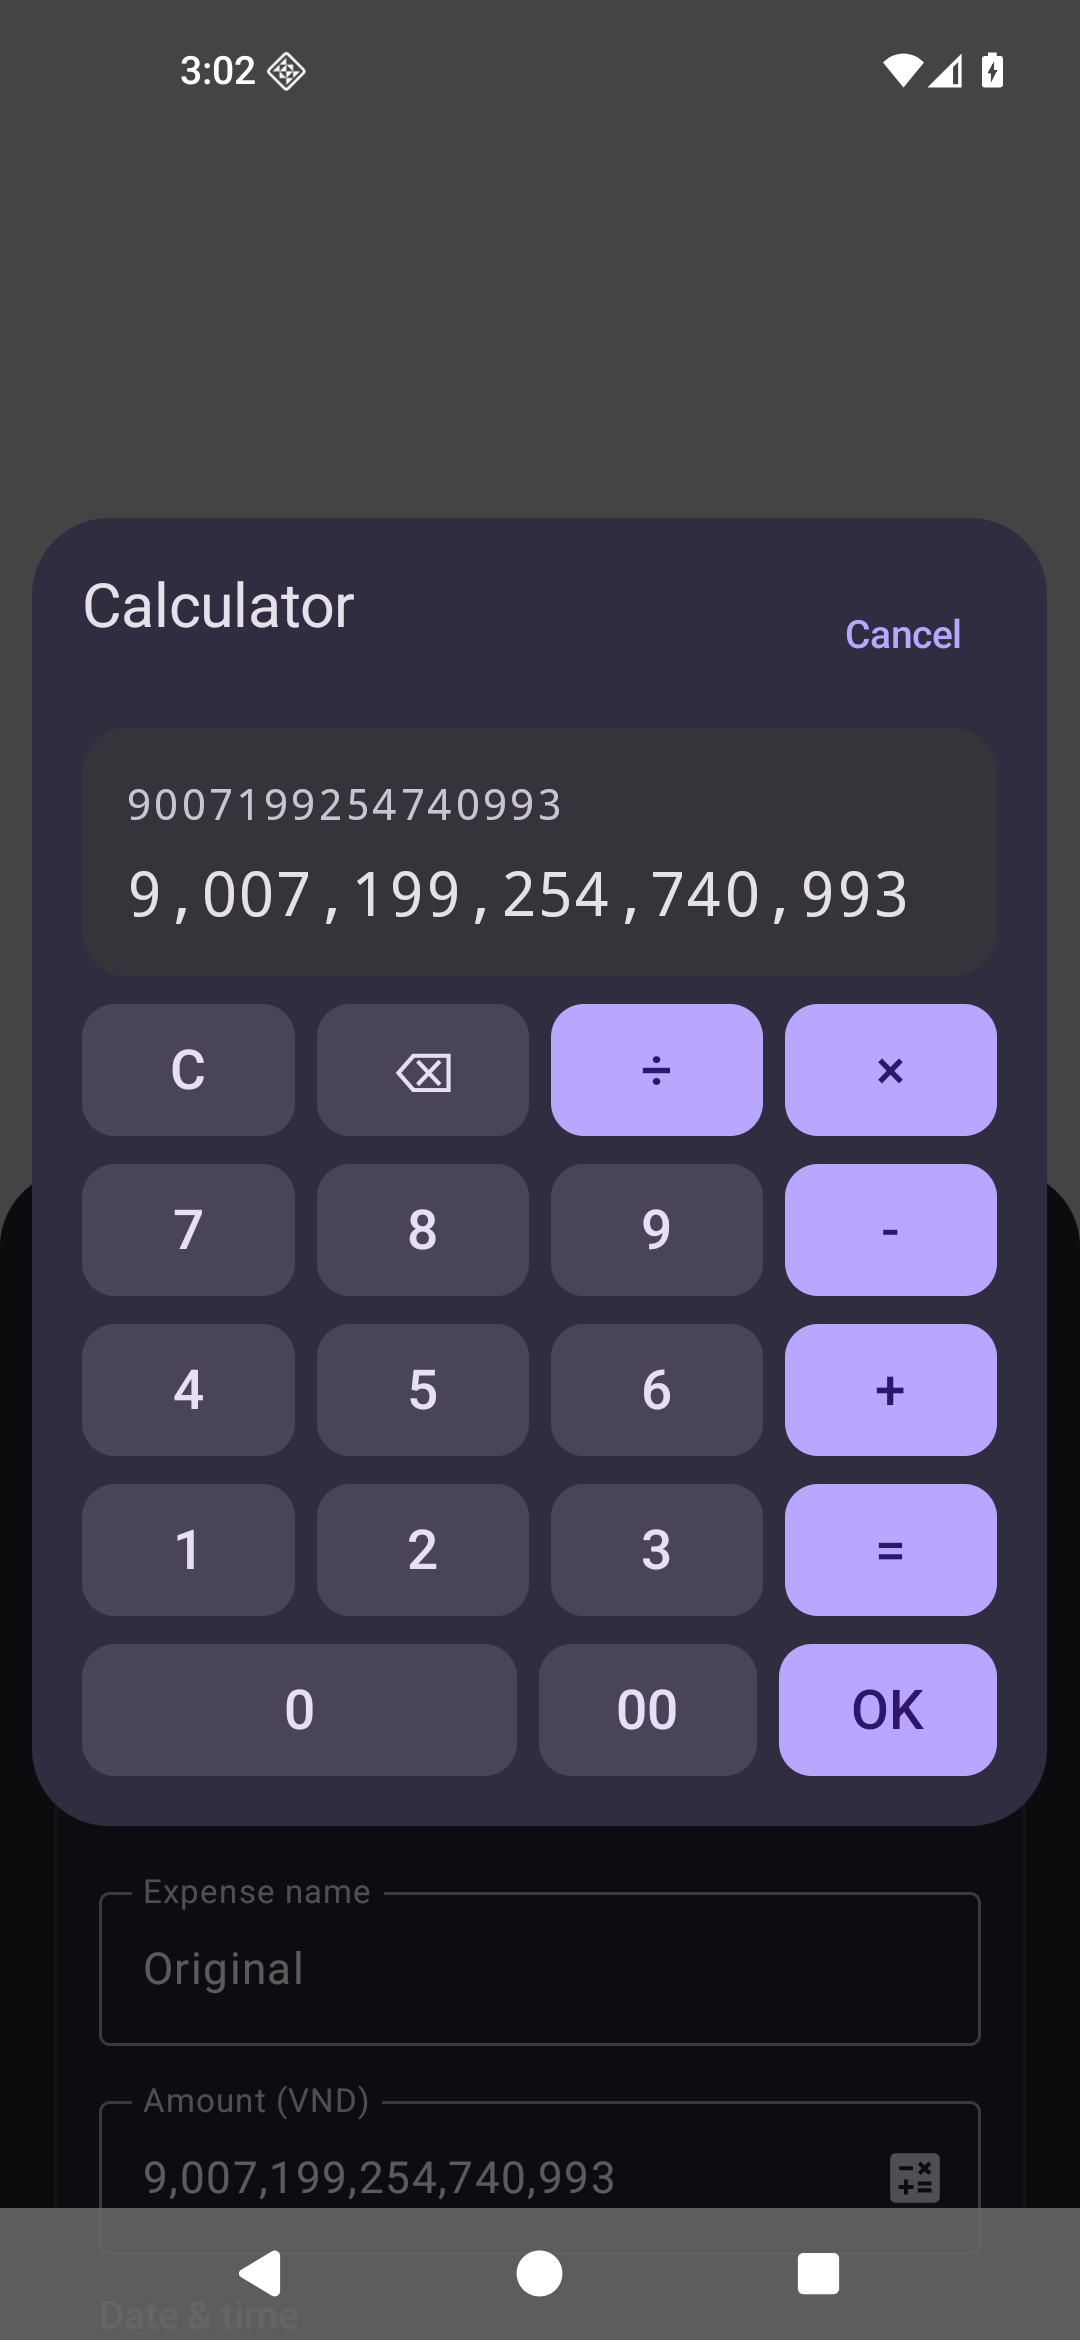 3:02
Calculator
Cancel
9007199254740993
9,007,199,254,740,993
C ⌫ ÷ ×
7 8 9 -
4 5 6 +
1 2 3 =
0 00 OK
Expense name
Original
Amount (VND)
9,007,199,254,740,993
Date & time